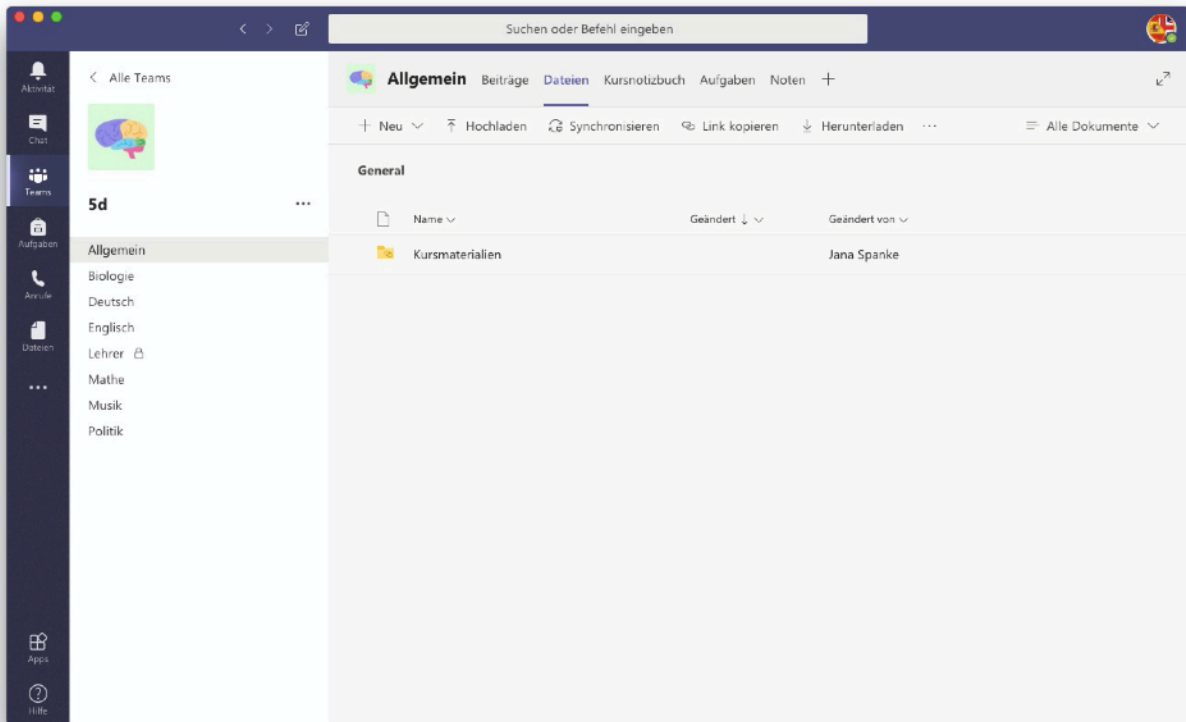 Suchen oder Befehl eingeben
Aktivität
Chat
Teams
Aufgaben
Anrufe
Dateien
Apps
Hilfe
Alle Teams
5d
Allgemein
Biologie
Deutsch
Englisch
Lehrer
Mathe
Musik
Politik
Allgemein Beiträge Dateien Kursnotizbuch Aufgaben Noten +
+ Neu Hochladen Synchronisieren Link kopieren Herunterladen ... Alle Dokumente
General
Name Geändert ↓ Geändert von
Kursmaterialien Jana Spanke